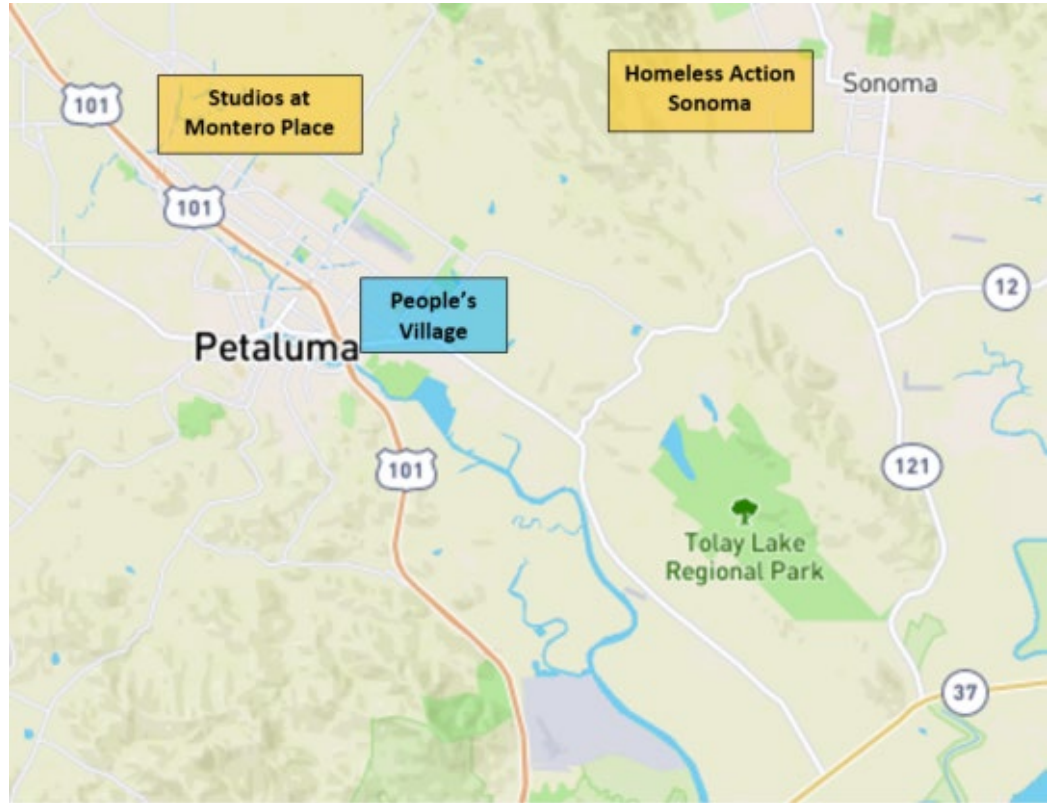 101
Studios at
Montero Place
Homeless Action
Sonoma
Sonoma
101
People’s
Village
12
Petaluma
101
121
Tolay Lake
Regional Park
37